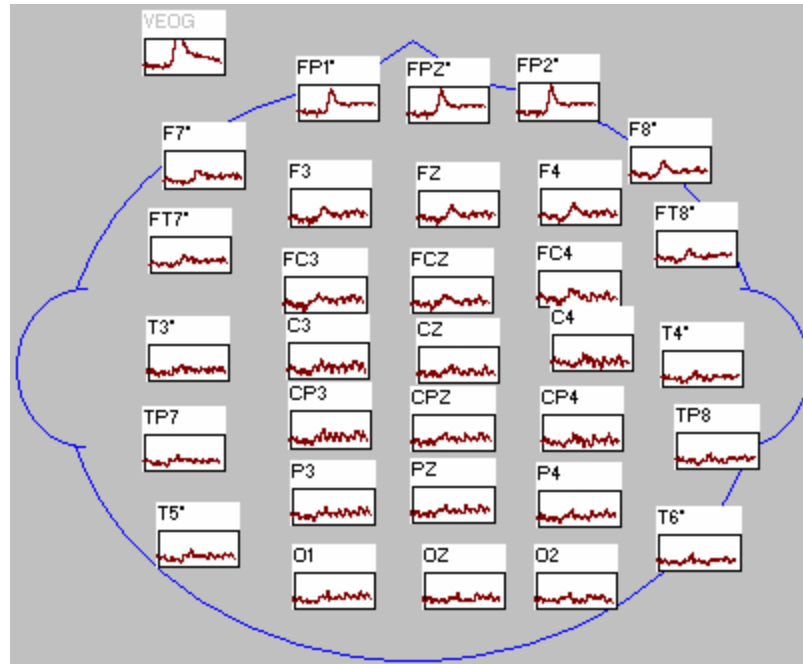 VEOG
FP1"
FPZ"
FP2"
F7"
F3
FZ
F4
F8"
FT7"
FT8"
FC3
FCZ
FC4
T3"
C3
CZ
C4
T4"
TP7
CP3
CPZ
CP4
TP8
T5"
P3
PZ
P4
T6"
O1
OZ
O2